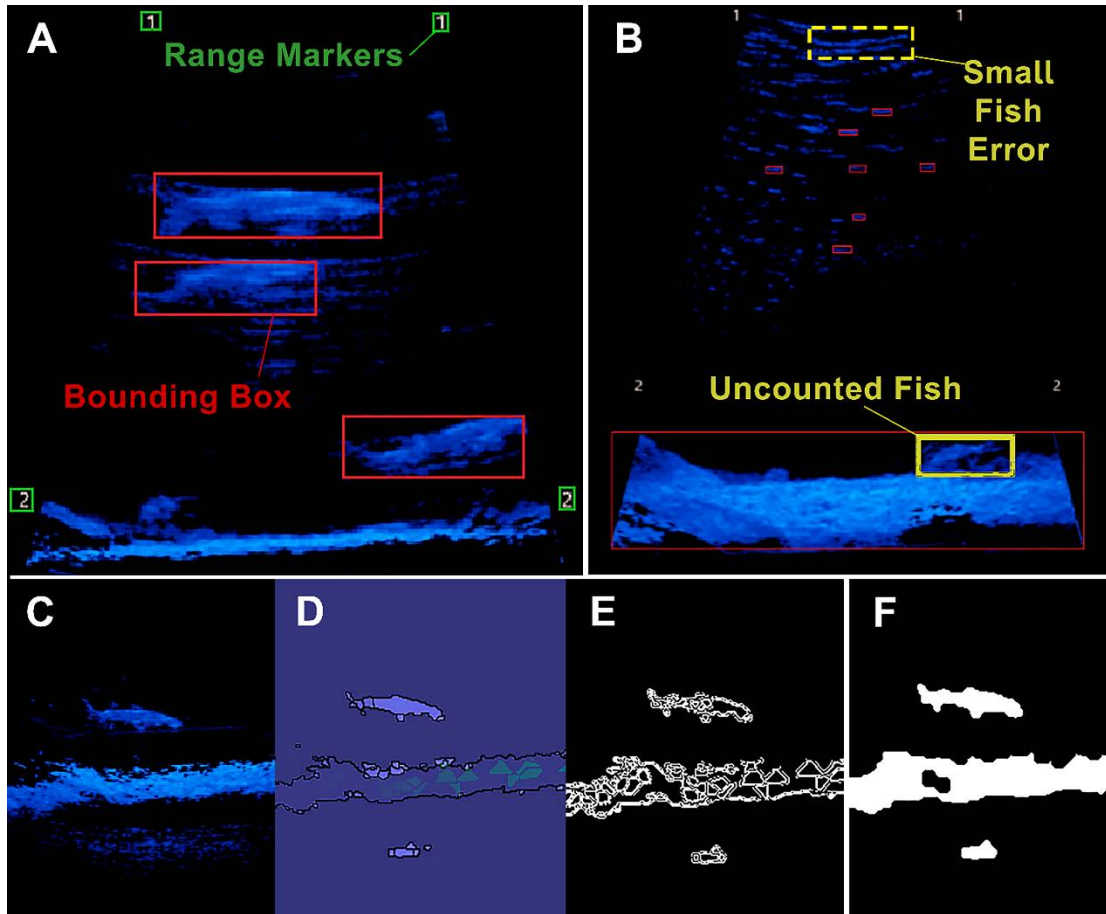 A
1
1
Range Markers
Bounding Box
2
2
B
1
1
Small
Fish
Error
2
2
Uncounted Fish
C
D
E
F